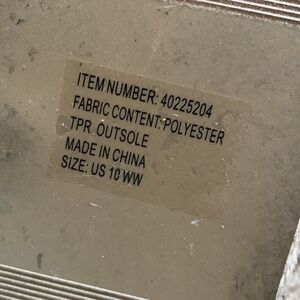 ITEM NUMBER: 40225204
FABRIC CONTENT: POLYESTER
TPR. OUTSOLE
MADE IN CHINA
SIZE: US 10 WW